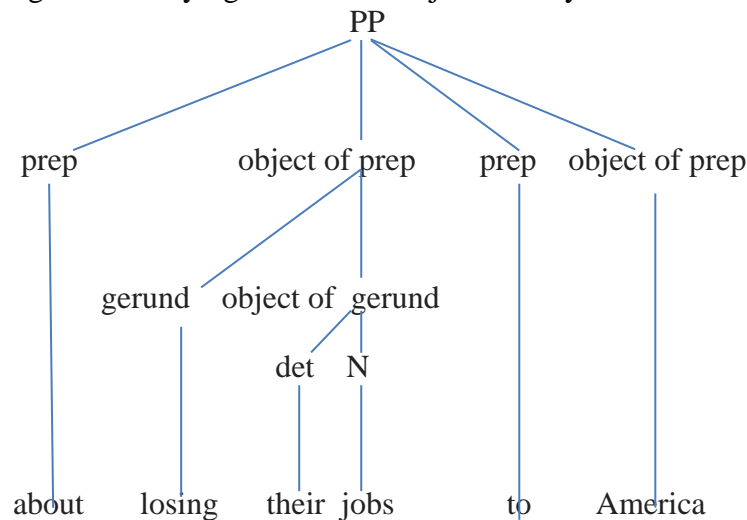 PP
prep object of prep prep object of prep
gerund object of gerund
det N
about losing their jobs to America